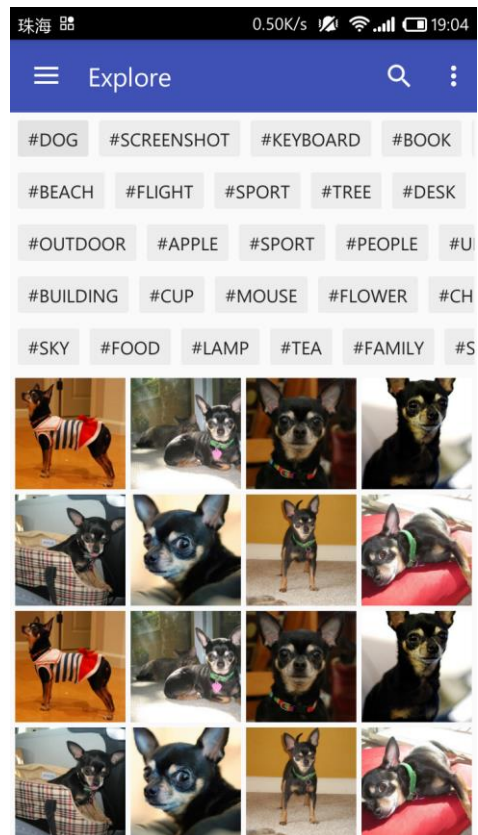 珠海 0.50K/s 19:04
Explore
#DOG #SCREENSHOT #KEYBOARD #BOOK
#BEACH #FLIGHT #SPORT #TREE #DESK
#OUTDOOR #APPLE #SPORT #PEOPLE #U
#BUILDING #CUP #MOUSE #FLOWER #CH
#SKY #FOOD #LAMP #TEA #FAMILY #S